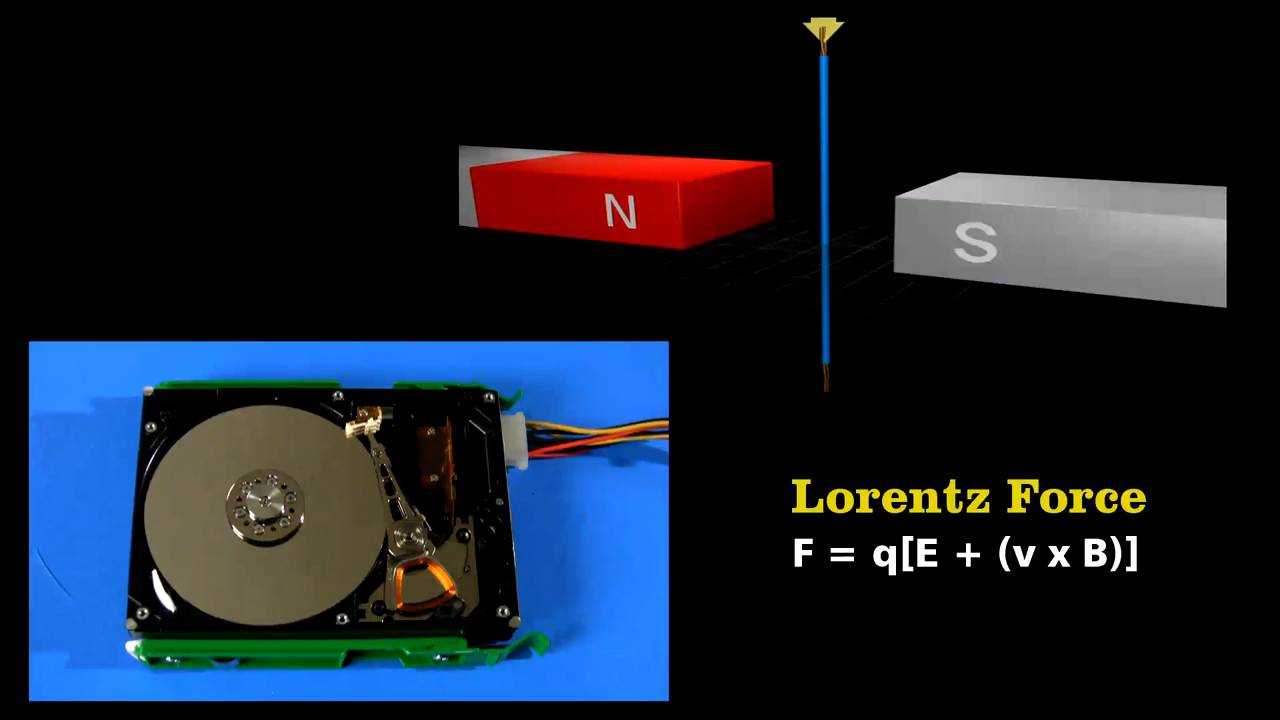 N
S
Lorentz Force
F = q[E + (v x B)]